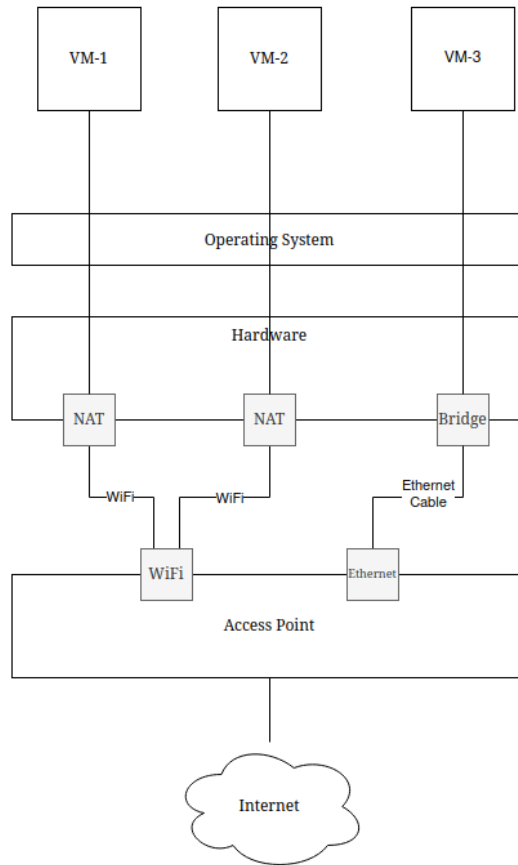 VM-1
VM-2
VM-3
Operating System
Hardware
NAT
NAT
Bridge
WiFi
WiFi
Ethernet
Cable
WiFi
Ethernet
Access Point
Internet